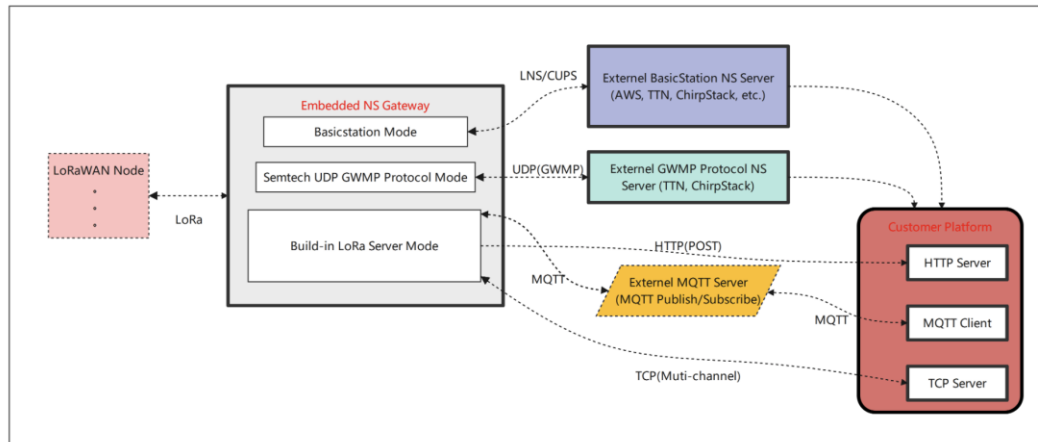 LNS/CUPS
Externel BasicStation NS Server
(AWS, TTN, ChirpStack, etc.)
Embedded NS Gateway
Basicstation Mode
LoRaWAN Node
LoRa
Semtech UDP GWMP Protocol Mode
UDP(GWMP)
External GWMP Protocol NS
Server (TTN, ChirpStack)
Build-in LoRa Server Mode
HTTP(POST)
MQTT
External MQTT Server
(MQTT Publish/Subscribe)
MQTT
TCP(Muti-channel)
Customer Platform
HTTP Server
MQTT Client
TCP Server